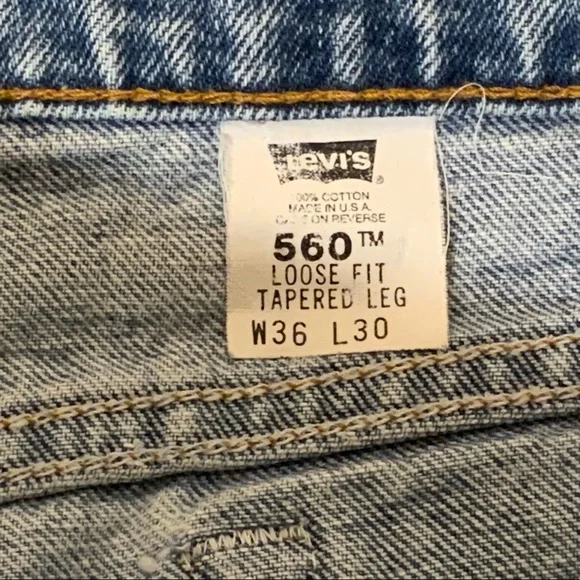 Levi's
®
100% COTTON
MADE IN U.S.A.
CARE ON REVERSE
560™
LOOSE FIT
TAPERED LEG
W36 L30